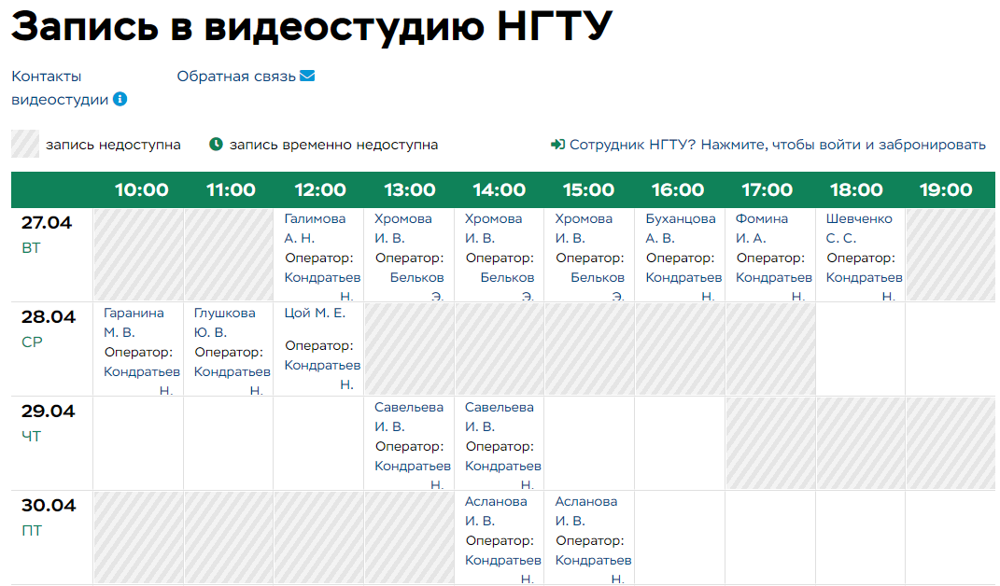 Запись в видеостудию НГТУ
Контакты
видеостудии
Обратная связь
запись недоступна
запись временно недоступна
Сотрудник НГТУ? Нажмите, чтобы войти и забронировать
10:00 11:00 12:00 13:00 14:00 15:00 16:00 17:00 18:00 19:00
27.04
ВТ
Галимова
А. Н.
Оператор:
Кондратьев
Н.
Хромова
И. В.
Оператор:
Бельков
Э.
Хромова
И. В.
Оператор:
Бельков
Э.
Хромова
И. В.
Оператор:
Бельков
Э.
Буханцова
А. В.
Оператор:
Кондратьев
Н.
Фомина
И. А.
Оператор:
Кондратьев
Н.
Шевченко
С. С.
Оператор:
Кондратьев
Н.
28.04
СР
Гаранина
М. В.
Оператор:
Кондратьев
Н.
Глушкова
Ю. В.
Оператор:
Кондратьев
Н.
Цой М. Е.
Оператор:
Кондратьев
Н.
29.04
ЧТ
Савельева
И. В.
Оператор:
Кондратьев
Н.
Савельева
И. В.
Оператор:
Кондратьев
Н.
30.04
ПТ
Асланова
И. В.
Оператор:
Кондратьев
Н.
Асланова
И. В.
Оператор:
Кондратьев
Н.